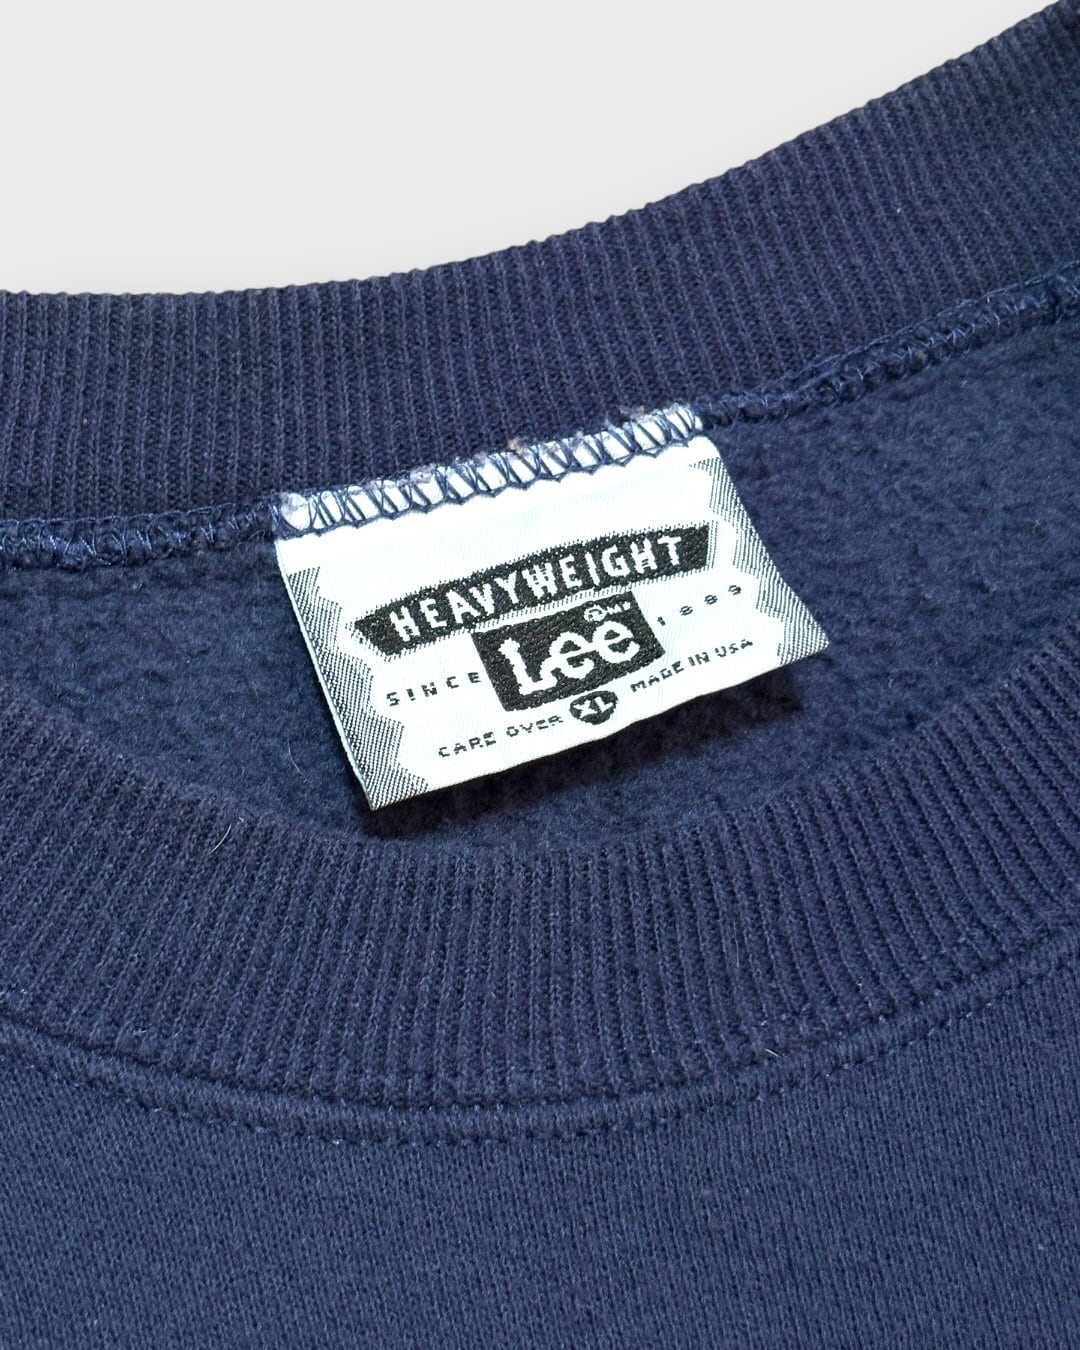 HEAVYWEIGHT
Lee®
SINCE 1889
CARE OVER XL MADE IN USA